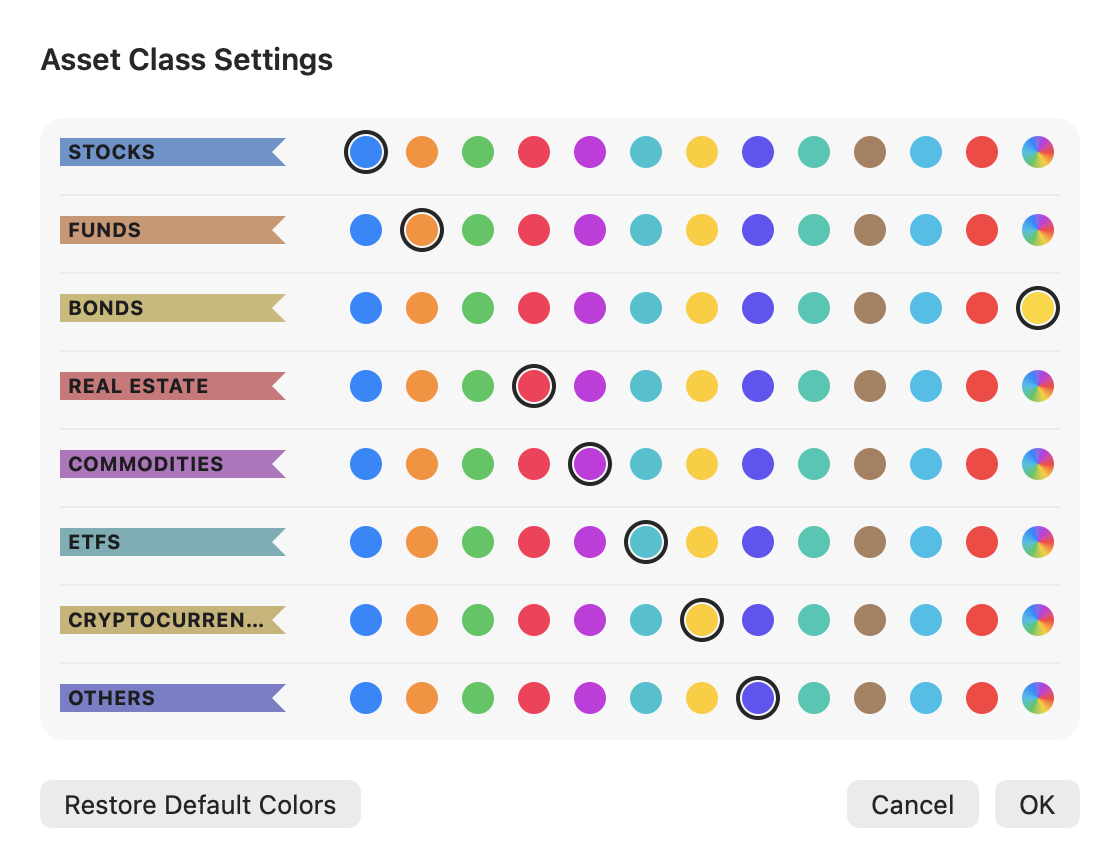 Asset Class Settings
STOCKS
FUNDS
BONDS
REAL ESTATE
COMMODITIES
ETFS
CRYPTOCURREN...
OTHERS
Restore Default Colors
Cancel
OK